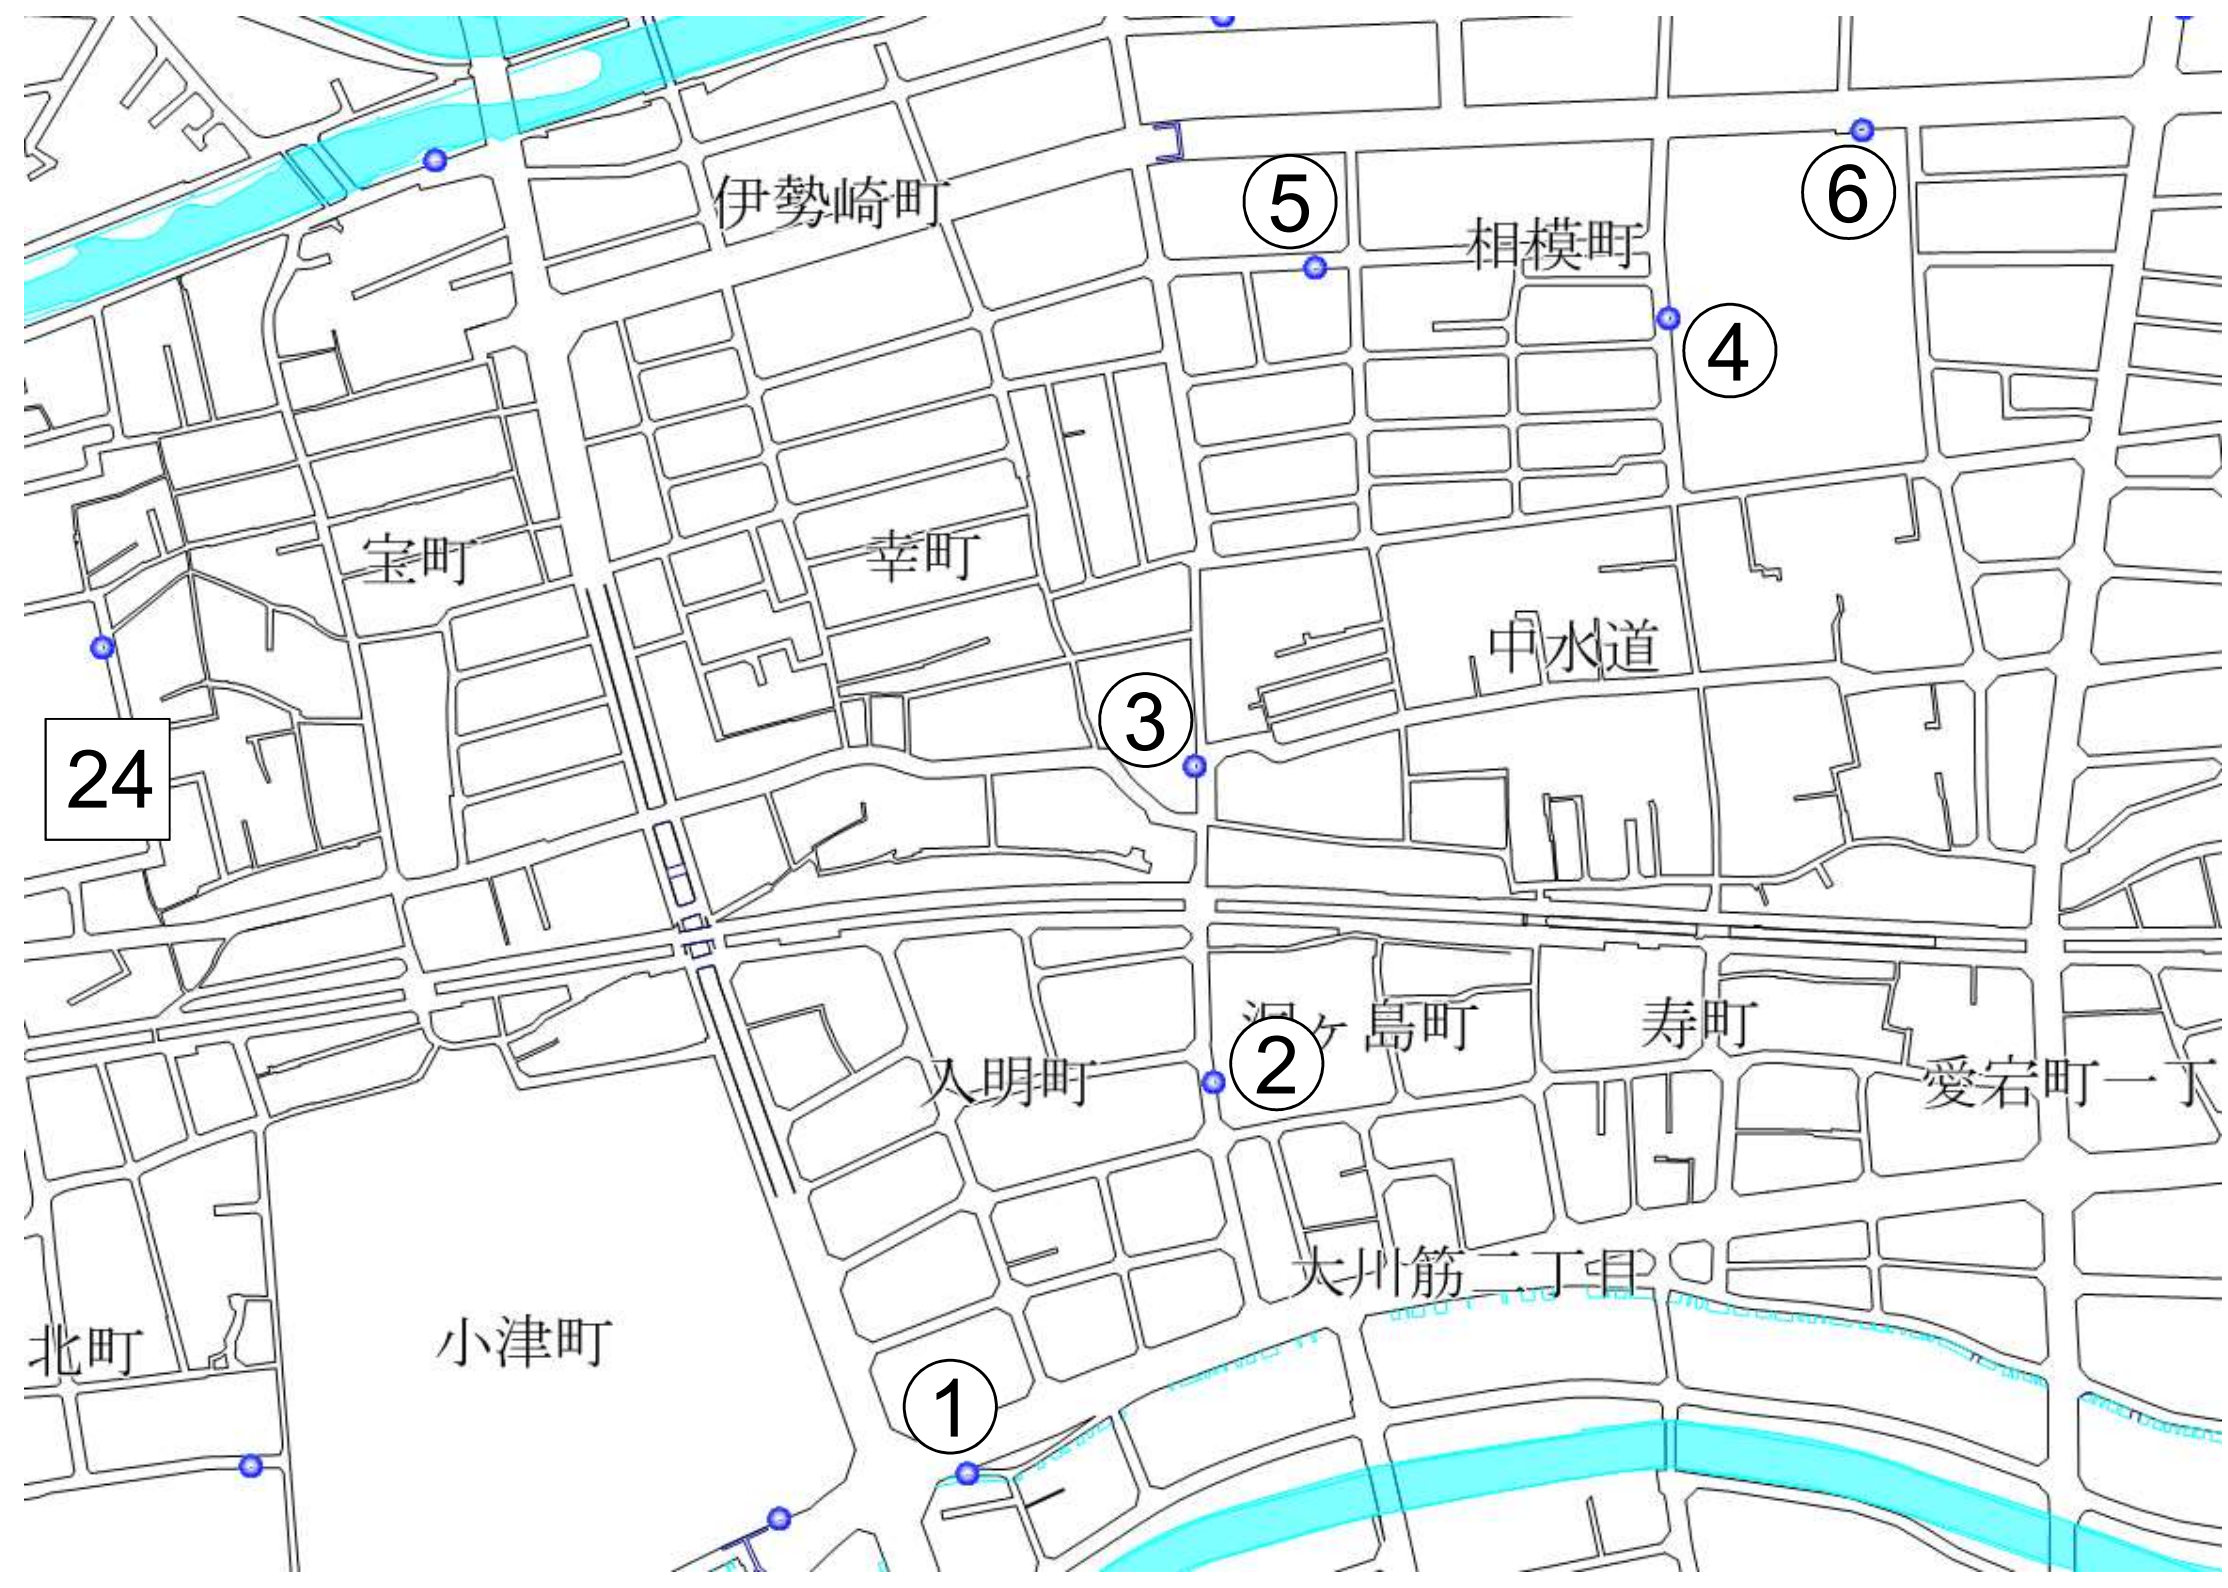 伊勢崎町
⑤
⑥
相模町
④
宝町
幸町
中水道
③
24
島町
②
寿町
入明町
愛宕町一丁
大川筋二丁目
北町
小津町
①